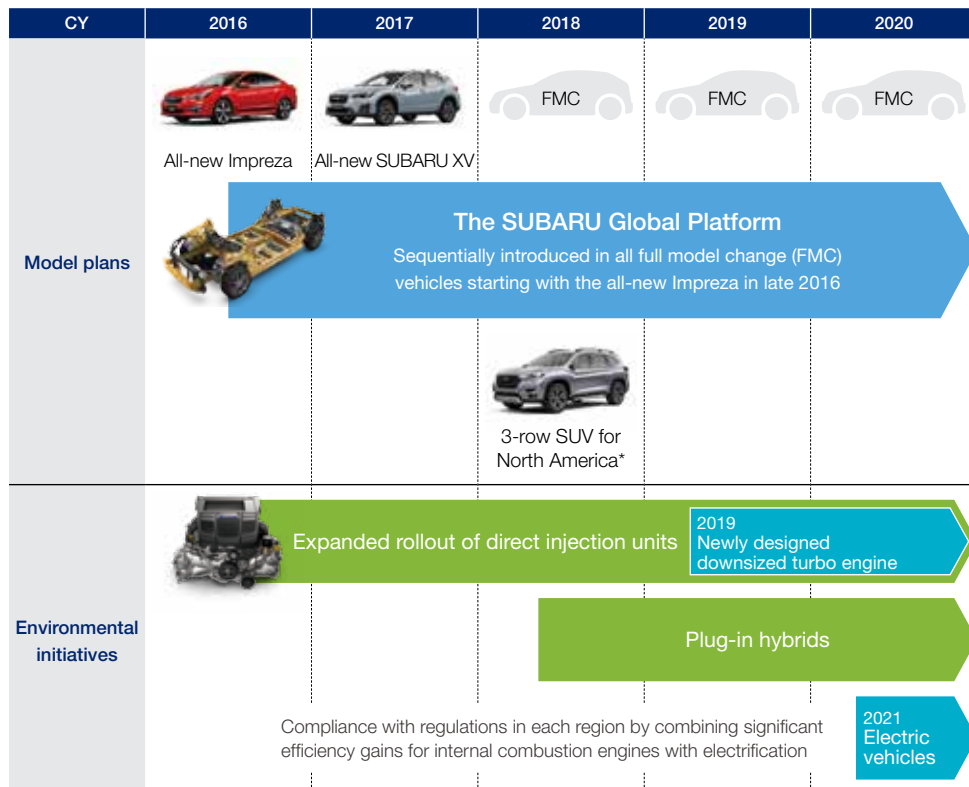 CY
2016
2017
2018
2019
2020
FMC
FMC
FMC
All-new Impreza
All-new SUBARU XV
Model plans
The SUBARU Global Platform
Sequentially introduced in all full model change (FMC)
vehicles starting with the all-new Impreza in late 2016
3-row SUV for
North America*
Environmental
initiatives
Expanded rollout of direct injection units
2019
Newly designed
downsized turbo engine
Plug-in hybrids
Compliance with regulations in each region by combining significant
efficiency gains for internal combustion engines with electrification
2021
Electric
vehicles